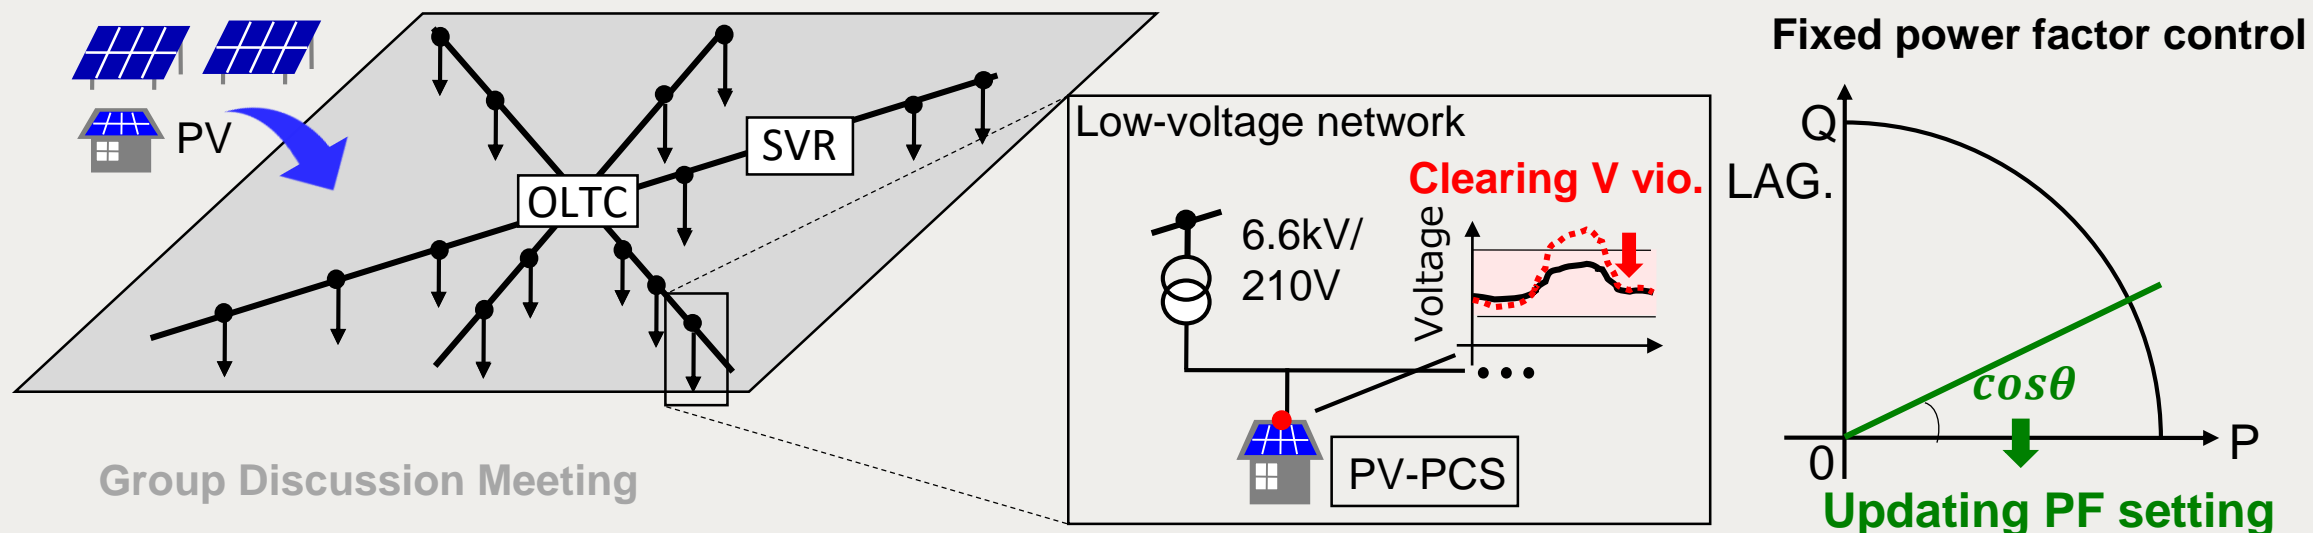 PV
OLTC
SVR
Group Discussion Meeting
Low-voltage network
Clearing V vio.
6.6kV/
210V
Voltage
PV-PCS
Fixed power factor control
Q
LAG.
cosθ
0
P
Updating PF setting